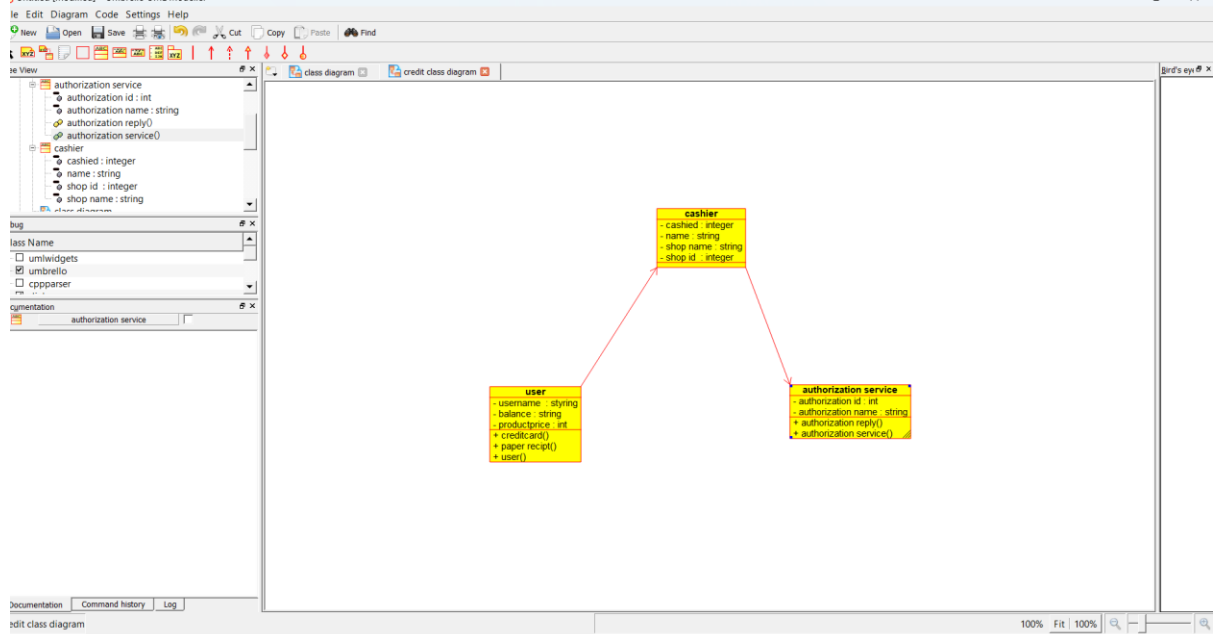 le Edit Diagram Code Settings Help
New Open Save Cut Copy Paste Find
ee View
class diagram credit class diagram
Bird's eye
authorization service
authorization id : int
authorization name : string
authorization reply()
authorization service()
cashier
cashied : integer
name : string
shop id : integer
shop name : string
class diagram
bug
lass Name
umlwidgets
umbrello
cppparser
cumentation
authorization service
cashier
- cashied : integer
- name : string
- shop name : string
- shop id : integer
user
- username : styring
- balance : string
- productprice : int
+ creditcard()
+ paper recipt()
+ user()
authorization service
- authorization id : int
- authorization name : string
+ authorization reply()
+ authorization service()
Documentation Command history Log
edit class diagram
100% Fit 100%